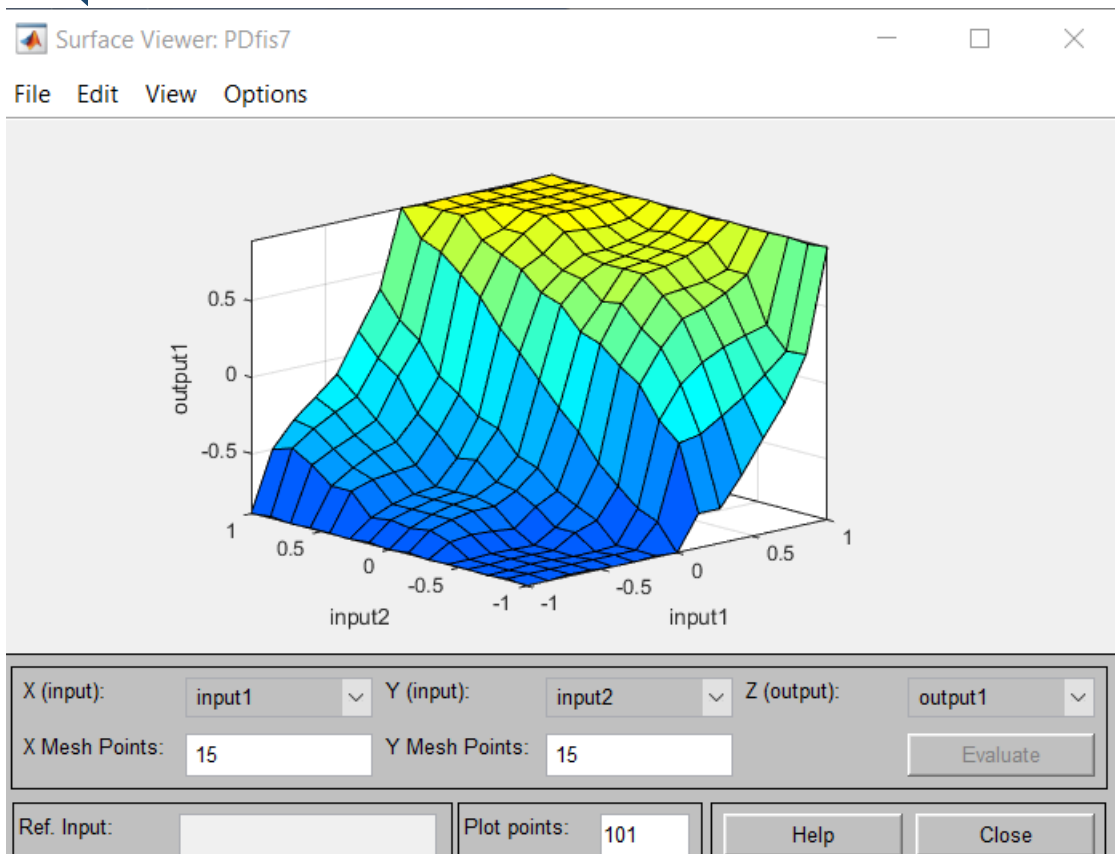 Surface Viewer: PDfis7
File Edit View Options
0.5
0
-0.5
output1
1
0.5
0
-0.5
-1
input2
-1
-0.5
0
0.5
1
input1
X (input): input1 Y (input): input2 Z (output): output1
X Mesh Points: 15 Y Mesh Points: 15 Evaluate
Ref. Input: Plot points: 101 Help Close